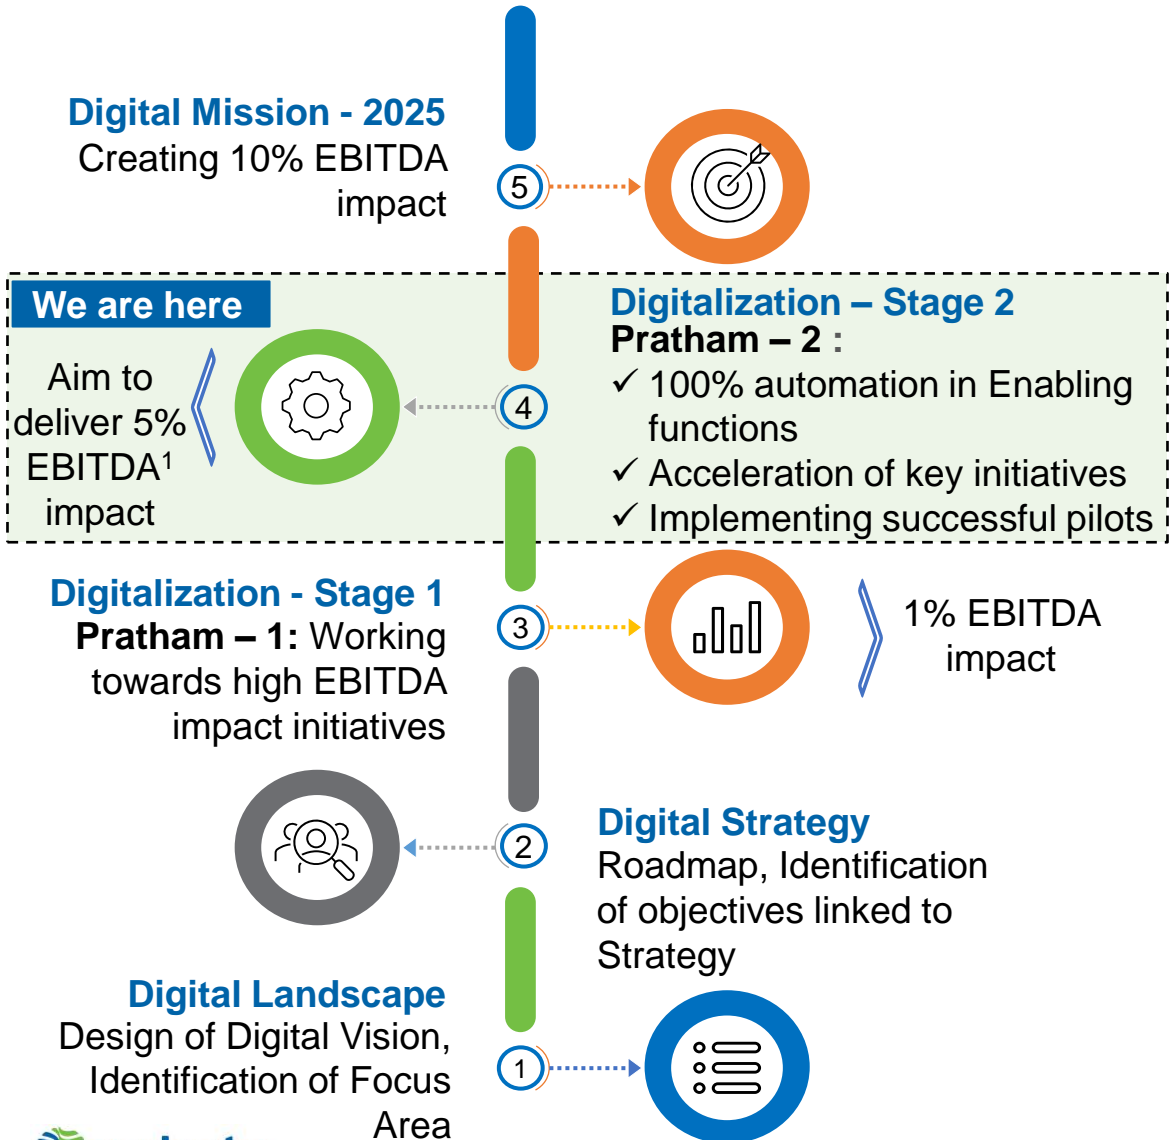 Digital Mission - 2025
Creating 10% EBITDA
impact
5
We are here
Aim to
deliver 5%
EBITDA¹
impact
4
Digitalization – Stage 2
Pratham – 2 :
✓ 100% automation in Enabling
functions
✓ Acceleration of key initiatives
✓ Implementing successful pilots
Digitalization - Stage 1
Pratham – 1: Working
towards high EBITDA
impact initiatives
3
1% EBITDA
impact
2
Digital Strategy
Roadmap, Identification
of objectives linked to
Strategy
Digital Landscape
Design of Digital Vision,
Identification of Focus
Area
1